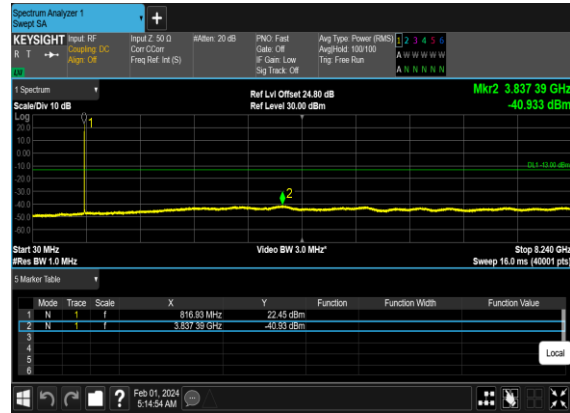 Spectrum Analyzer 1
Swept SA
+
KEYSIGHT Input: RF Input Z: 50 Ω #Atten: 20 dB PNO: Fast Avg Type: Power (RMS) 1 2 3 4 5 6
R T Coupling: DC Corr CCorr Gate: Off Avg|Hold: 100/100 A W W W W W
Align: Off Freq Ref: Int (S) IF Gain: Low Trig: Free Run
LW Sig Track: Off A N N N N N
1 Spectrum Ref Lvl Offset 24.80 dB Mkr2 3.837 39 GHz
Scale/Div 10 dB Ref Level 30.00 dBm -40.933 dBm
Log
20.0
10.0
0.00
-10.0
-20.0
-30.0
-40.0
-50.0
-60.0
1
DL1 -13.00 dBm
2
Start 30 MHz Video BW 3.0 MHz* Stop 8.240 GHz
#Res BW 1.0 MHz Sweep 16.0 ms (40001 pts)
5 Marker Table
Mode Trace Scale X Y Function Function Width Function Value
1 N 1 f 816.93 MHz 22.45 dBm
2 N 1 f 3.837 39 GHz -40.93 dBm
3
4
5
6
Local
? Feb 01, 2024
5:14:54 AM